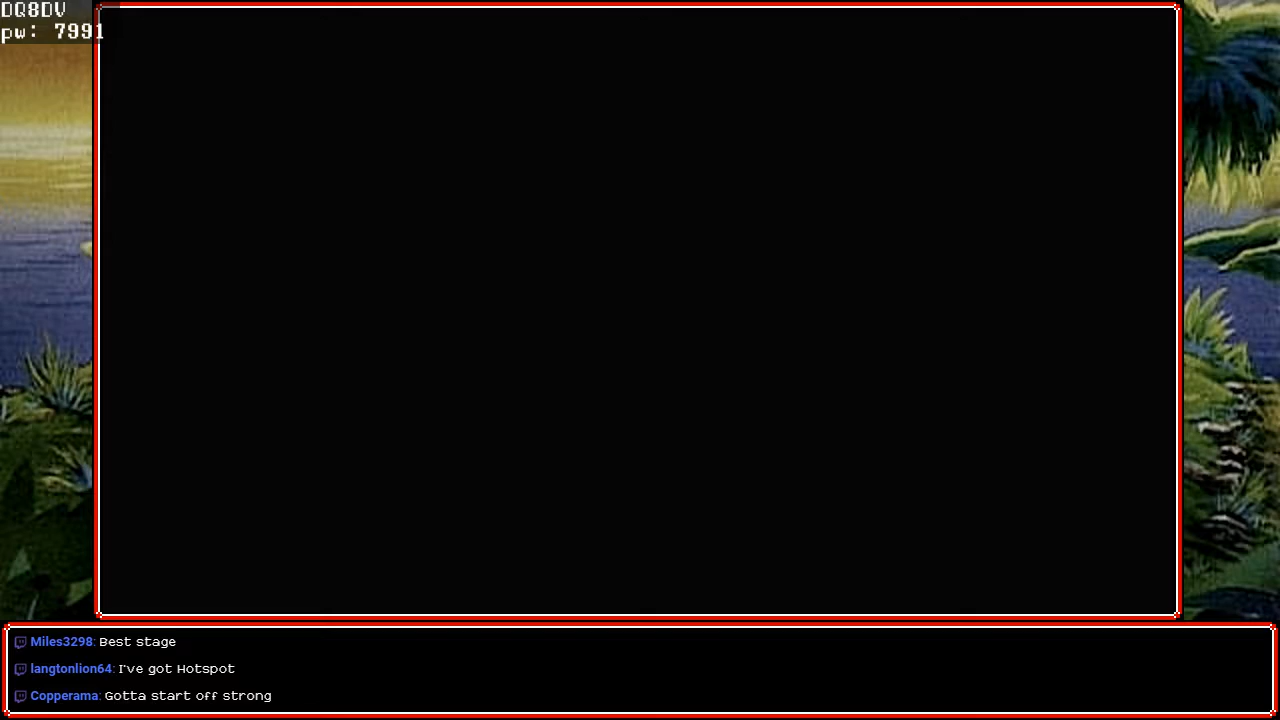 DQ8DV
pw: 7991
Miles3298: Best stage
langtonlion64: I've got Hotspot
Copperama: Gotta start off strong